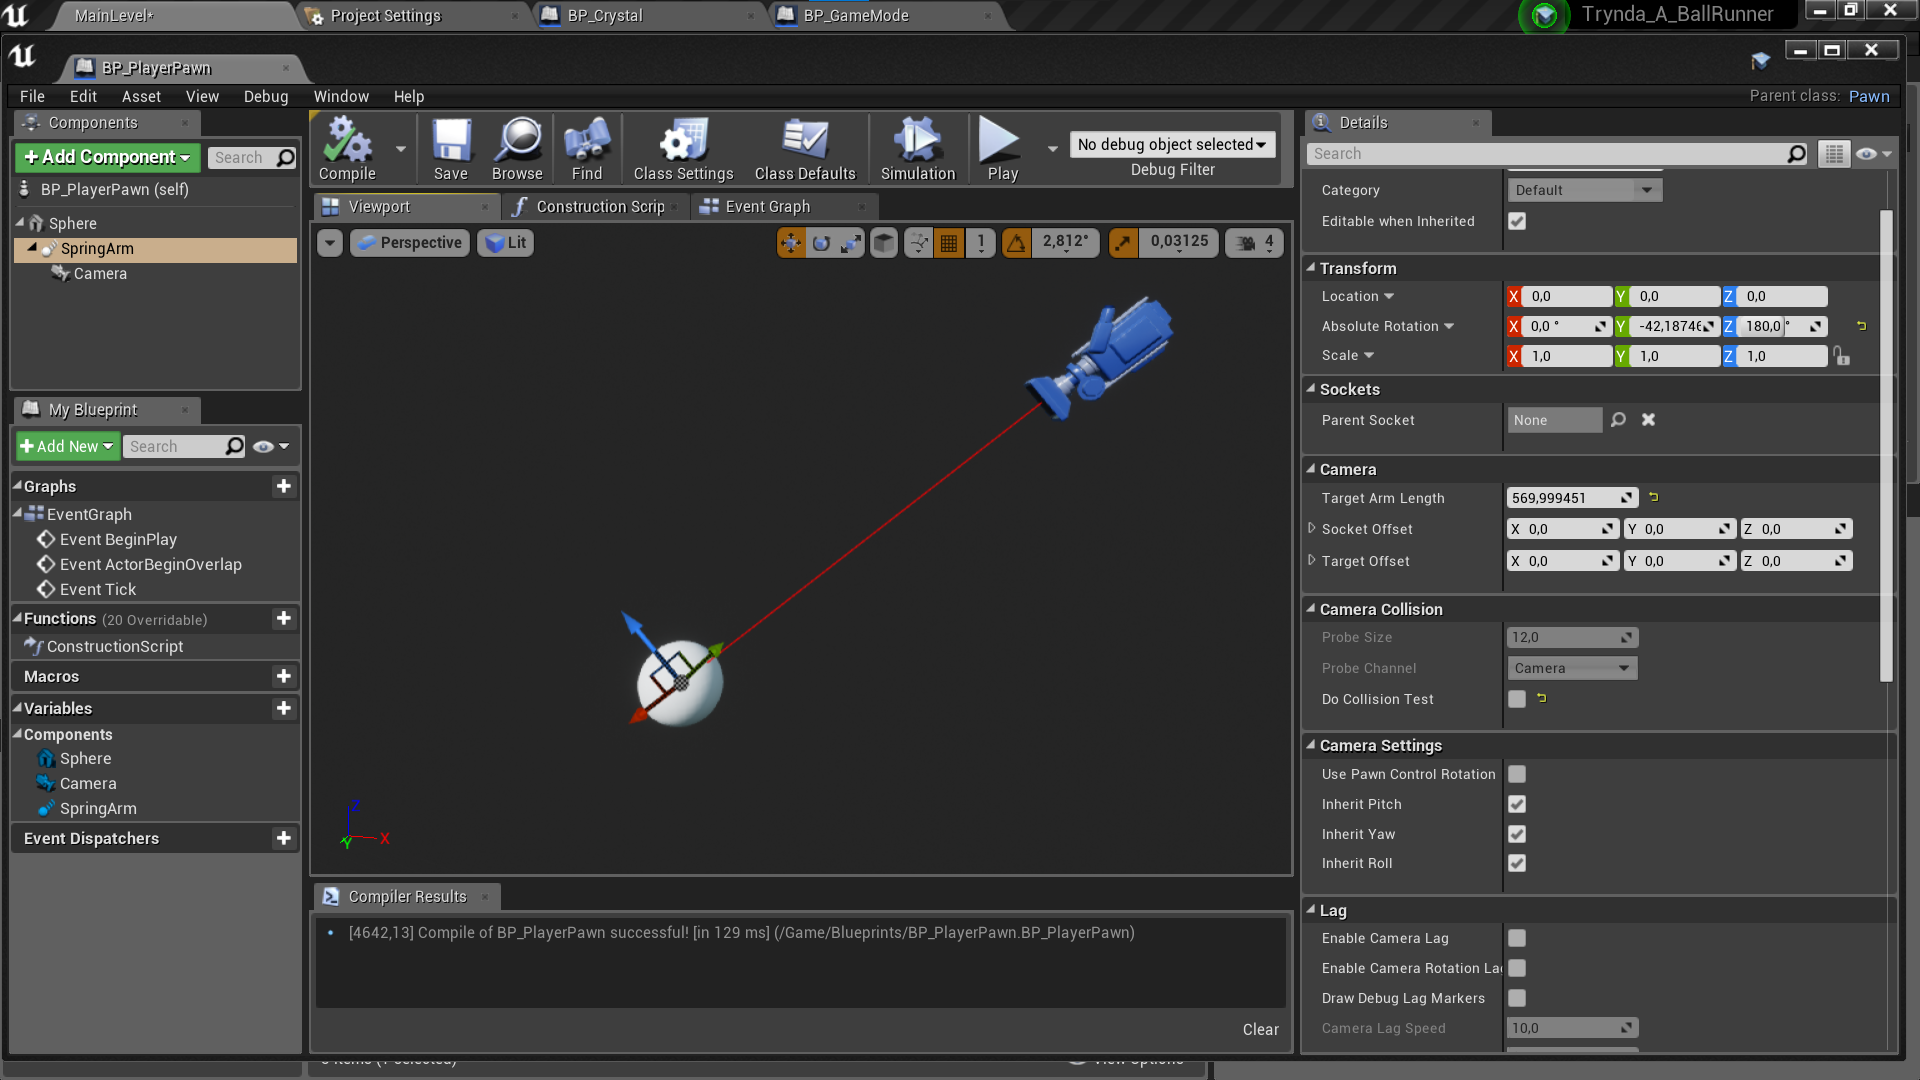 MainLevel*
Project Settings
BP_Crystal
BP_GameMode
Trynda_A_BallRunner
BP_PlayerPawn
File Edit Asset View Debug Window Help
Parent class: Pawn
Components
+ Add Component
Search
BP_PlayerPawn (self)
Sphere
SpringArm
Camera
My Blueprint
+ Add New
Search
Graphs
EventGraph
Event BeginPlay
Event ActorBeginOverlap
Event Tick
Functions (20 Overridable)
ConstructionScript
Macros
Variables
Components
Sphere
Camera
SpringArm
Event Dispatchers
Compile
Save
Browse
Find
Class Settings
Class Defaults
Simulation
Play
No debug object selected
Debug Filter
Viewport
Construction Scrip
Event Graph
Perspective
Lit
1
2,812°
0,03125
4
Z
X
Y
Compiler Results
[4642,13] Compile of BP_PlayerPawn successful! [in 129 ms] (/Game/Blueprints/BP_PlayerPawn.BP_PlayerPawn)
Clear
View Options
Details
Search
Category Default
Editable when Inherited
Transform
Location X 0,0 Y 0,0 Z 0,0
Absolute Rotation X 0,0 ° Y -42,18746 Z 180,0 °
Scale X 1,0 Y 1,0 Z 1,0
Sockets
Parent Socket None
Camera
Target Arm Length 569,999451
Socket Offset X 0,0 Y 0,0 Z 0,0
Target Offset X 0,0 Y 0,0 Z 0,0
Camera Collision
Probe Size 12,0
Probe Channel Camera
Do Collision Test
Camera Settings
Use Pawn Control Rotation
Inherit Pitch
Inherit Yaw
Inherit Roll
Lag
Enable Camera Lag
Enable Camera Rotation La
Draw Debug Lag Markers
Camera Lag Speed 10,0